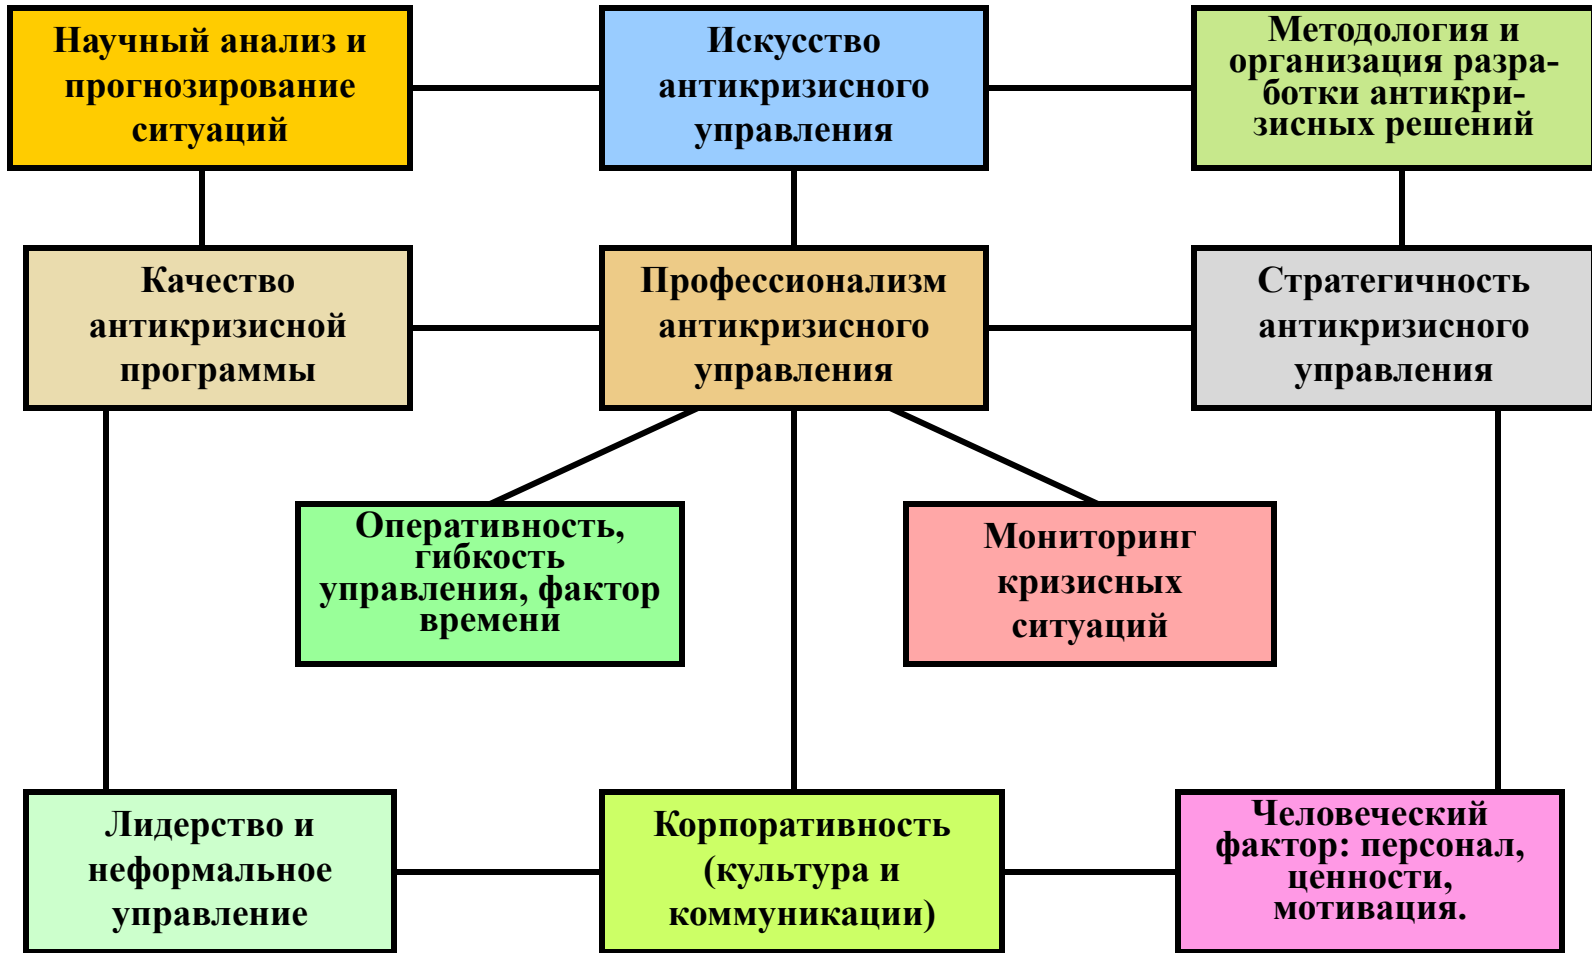 Научный анализ и
прогнозирование
ситуаций
Искусство
антикризисного
управления
Методология и
организация разра-
ботки антикри-
зисных решений
Качество
антикризисной
программы
Профессионализм
антикризисного
управления
Стратегичность
антикризисного
управления
Оперативность,
гибкость
управления, фактор
времени
Мониторинг
кризисных
ситуаций
Лидерство и
неформальное
управление
Корпоративность
(культура и
коммуникации)
Человеческий
фактор: персонал,
ценности,
мотивация.